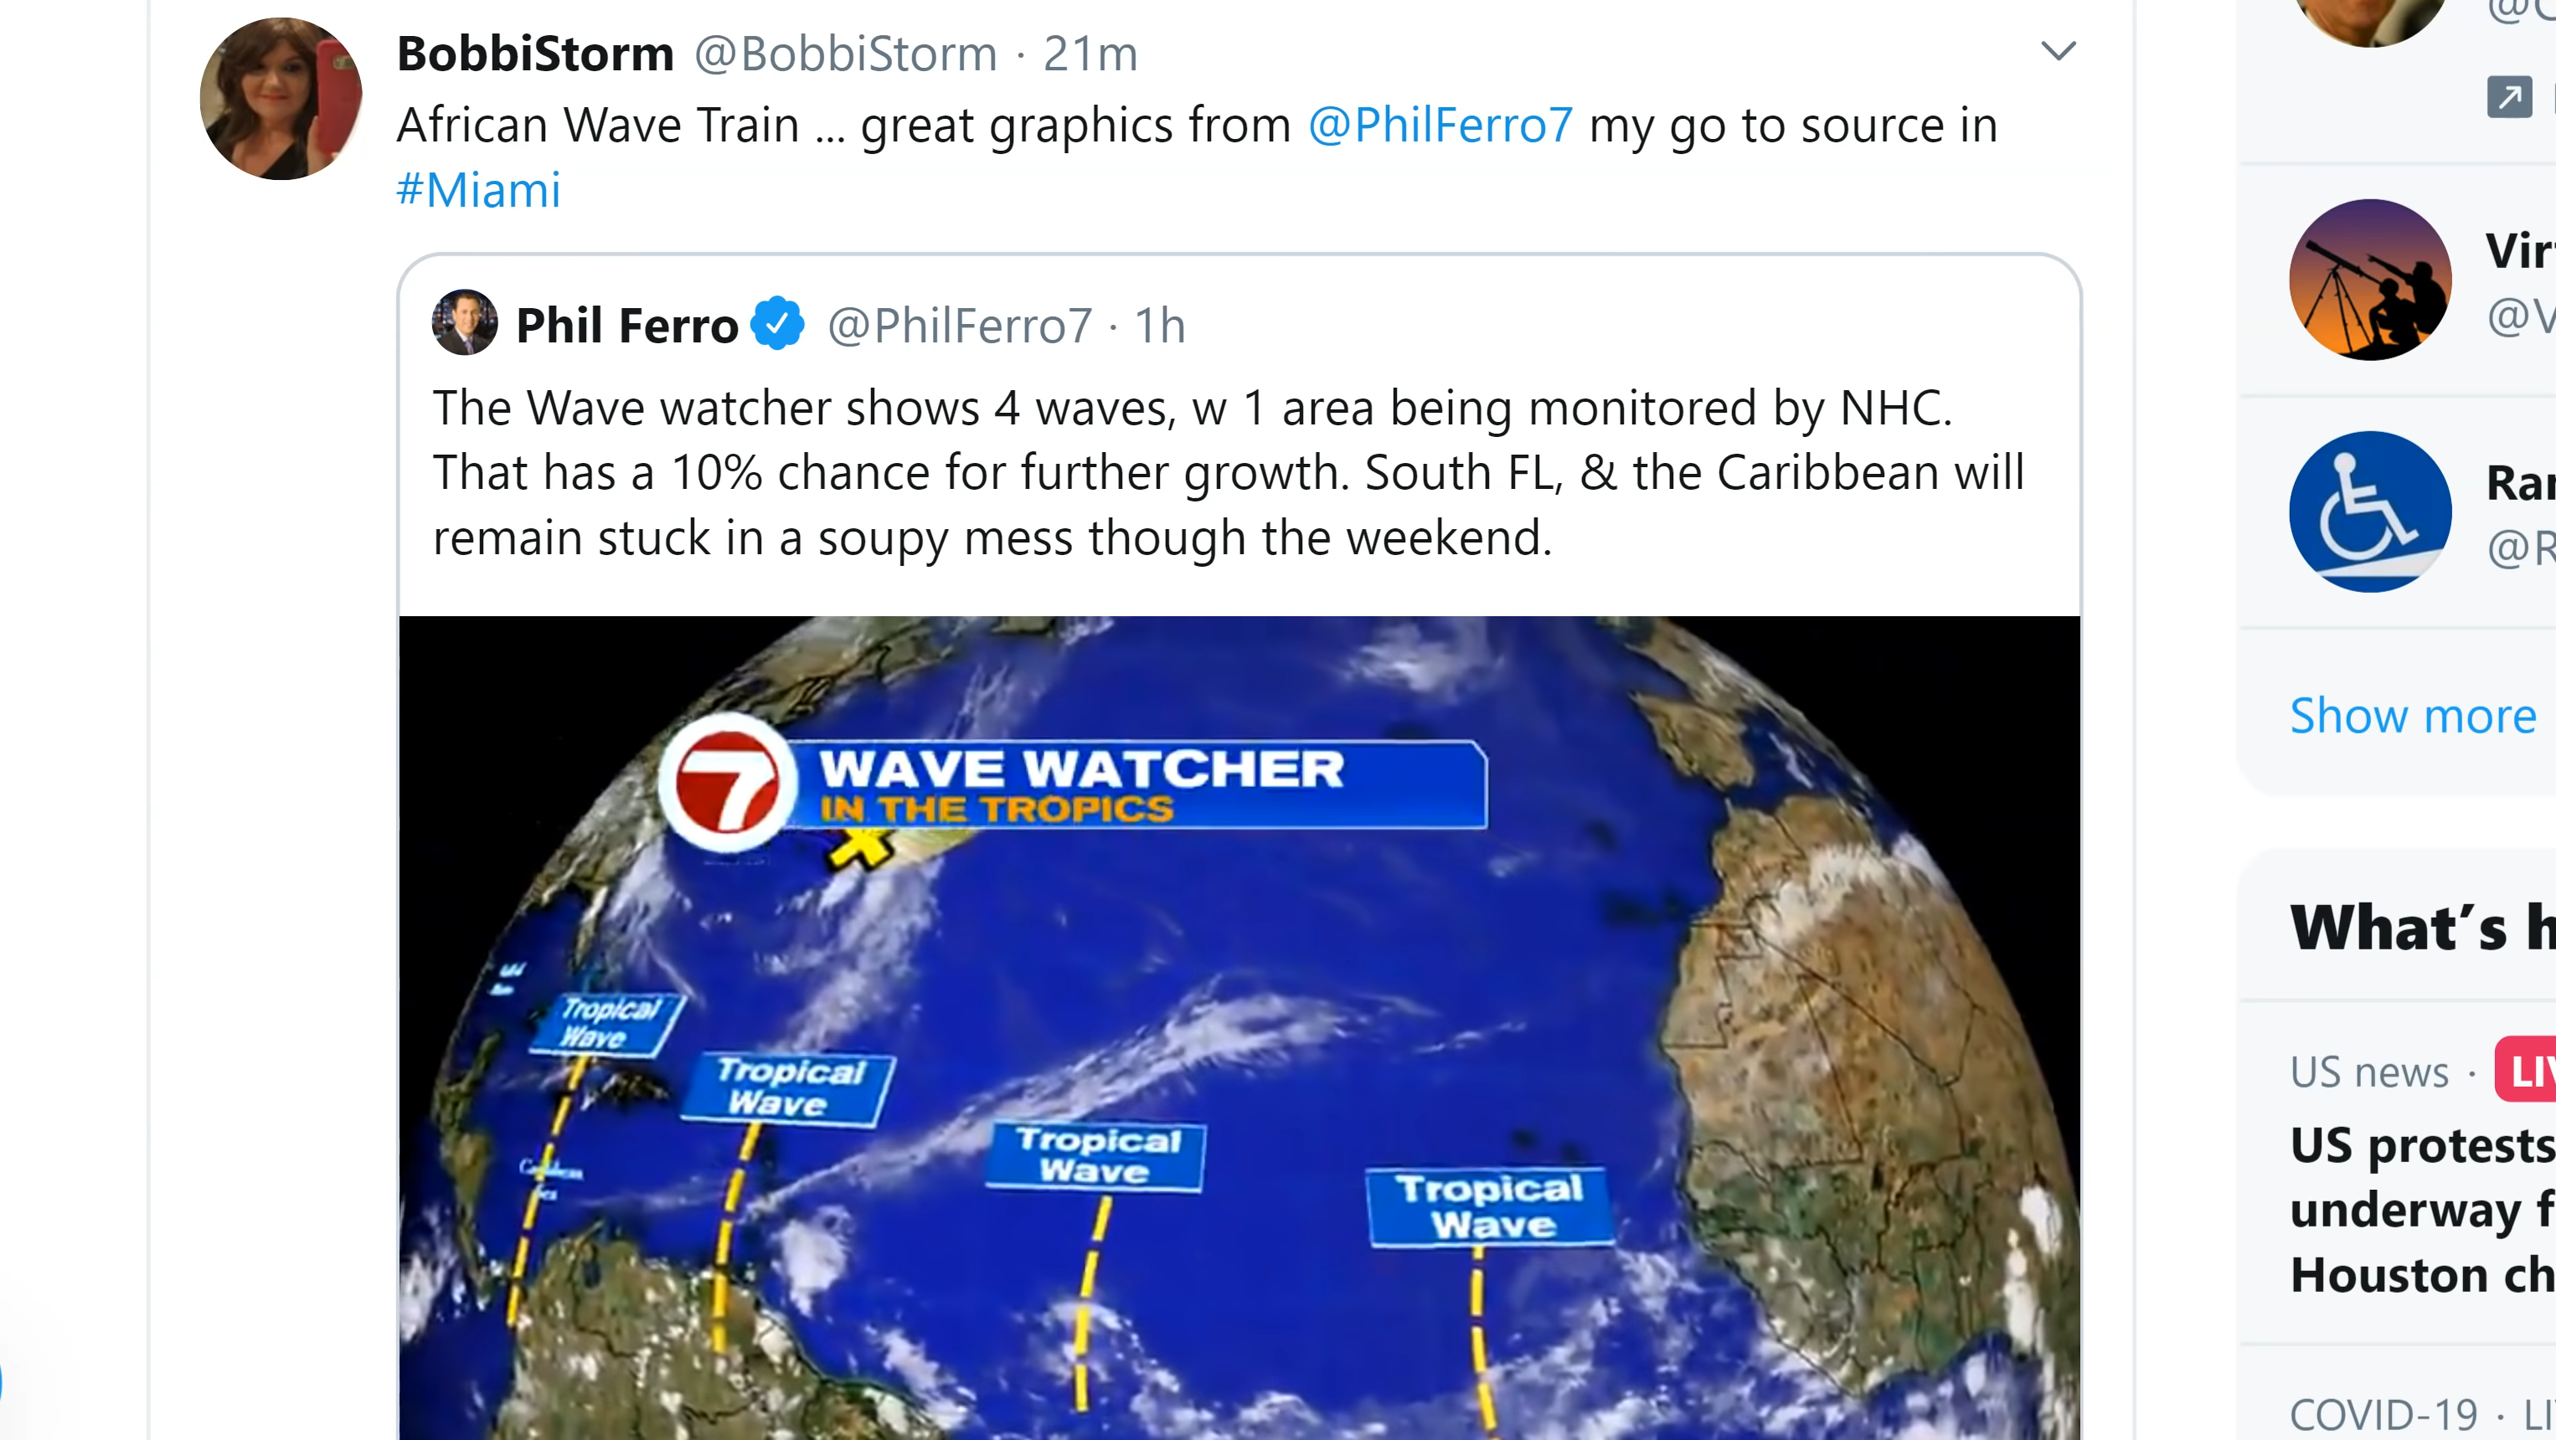 BobbiStorm @BobbiStorm · 21m
African Wave Train ... great graphics from @PhilFerro7 my go to source in
#Miami
Phil Ferro @PhilFerro7 · 1h
The Wave watcher shows 4 waves, w 1 area being monitored by NHC.
That has a 10% chance for further growth. South FL, & the Caribbean will
remain stuck in a soupy mess though the weekend.
7
WAVE WATCHER
IN THE TROPICS
Tropical
Wave
Tropical
Wave
Tropical
Wave
Tropical
Wave
Show more
What's h
US news ·
US protests
underway f
Houston ch
COVID-19 ·